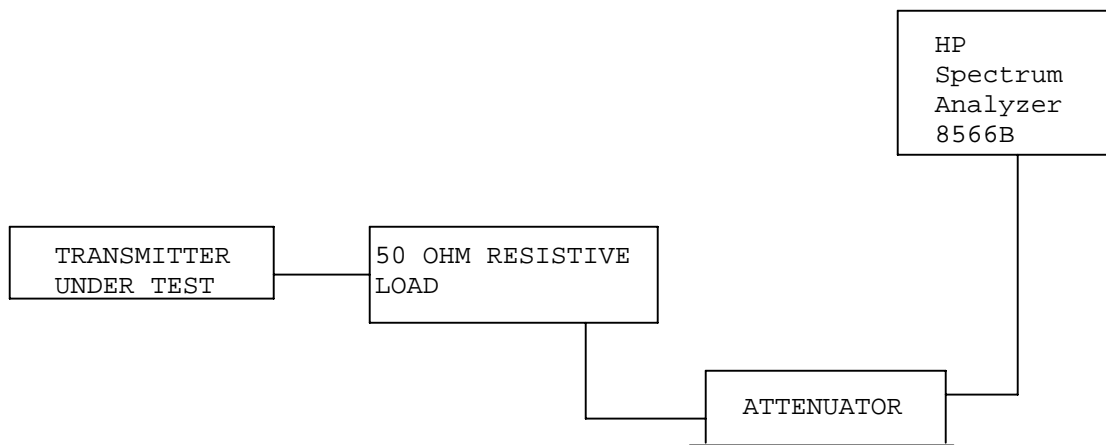 HP
Spectrum
Analyzer
8566B
TRANSMITTER
UNDER TEST
50 OHM RESISTIVE
LOAD
ATTENUATOR